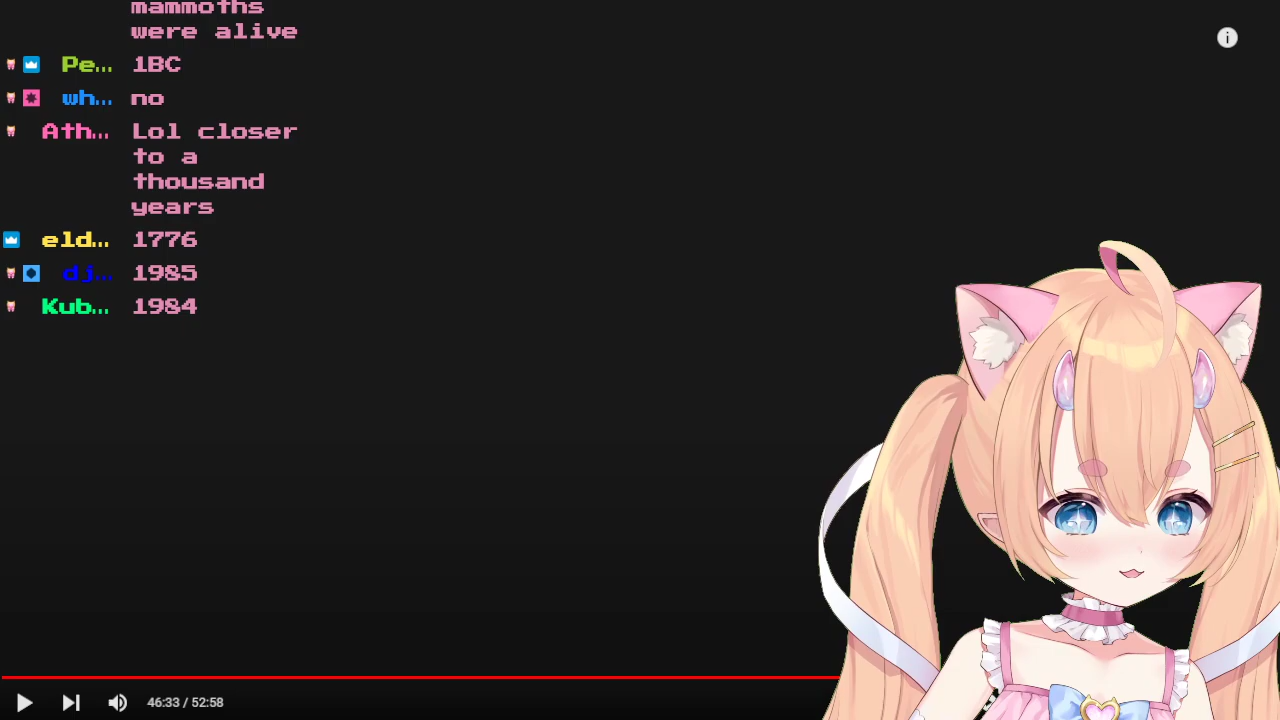 mammoths
were alive
Pe... 1BC
wh... no
Ath... Lol closer
to a
thousand
years
eld... 1776
dj... 1985
Kub... 1984
46:33 / 52:58